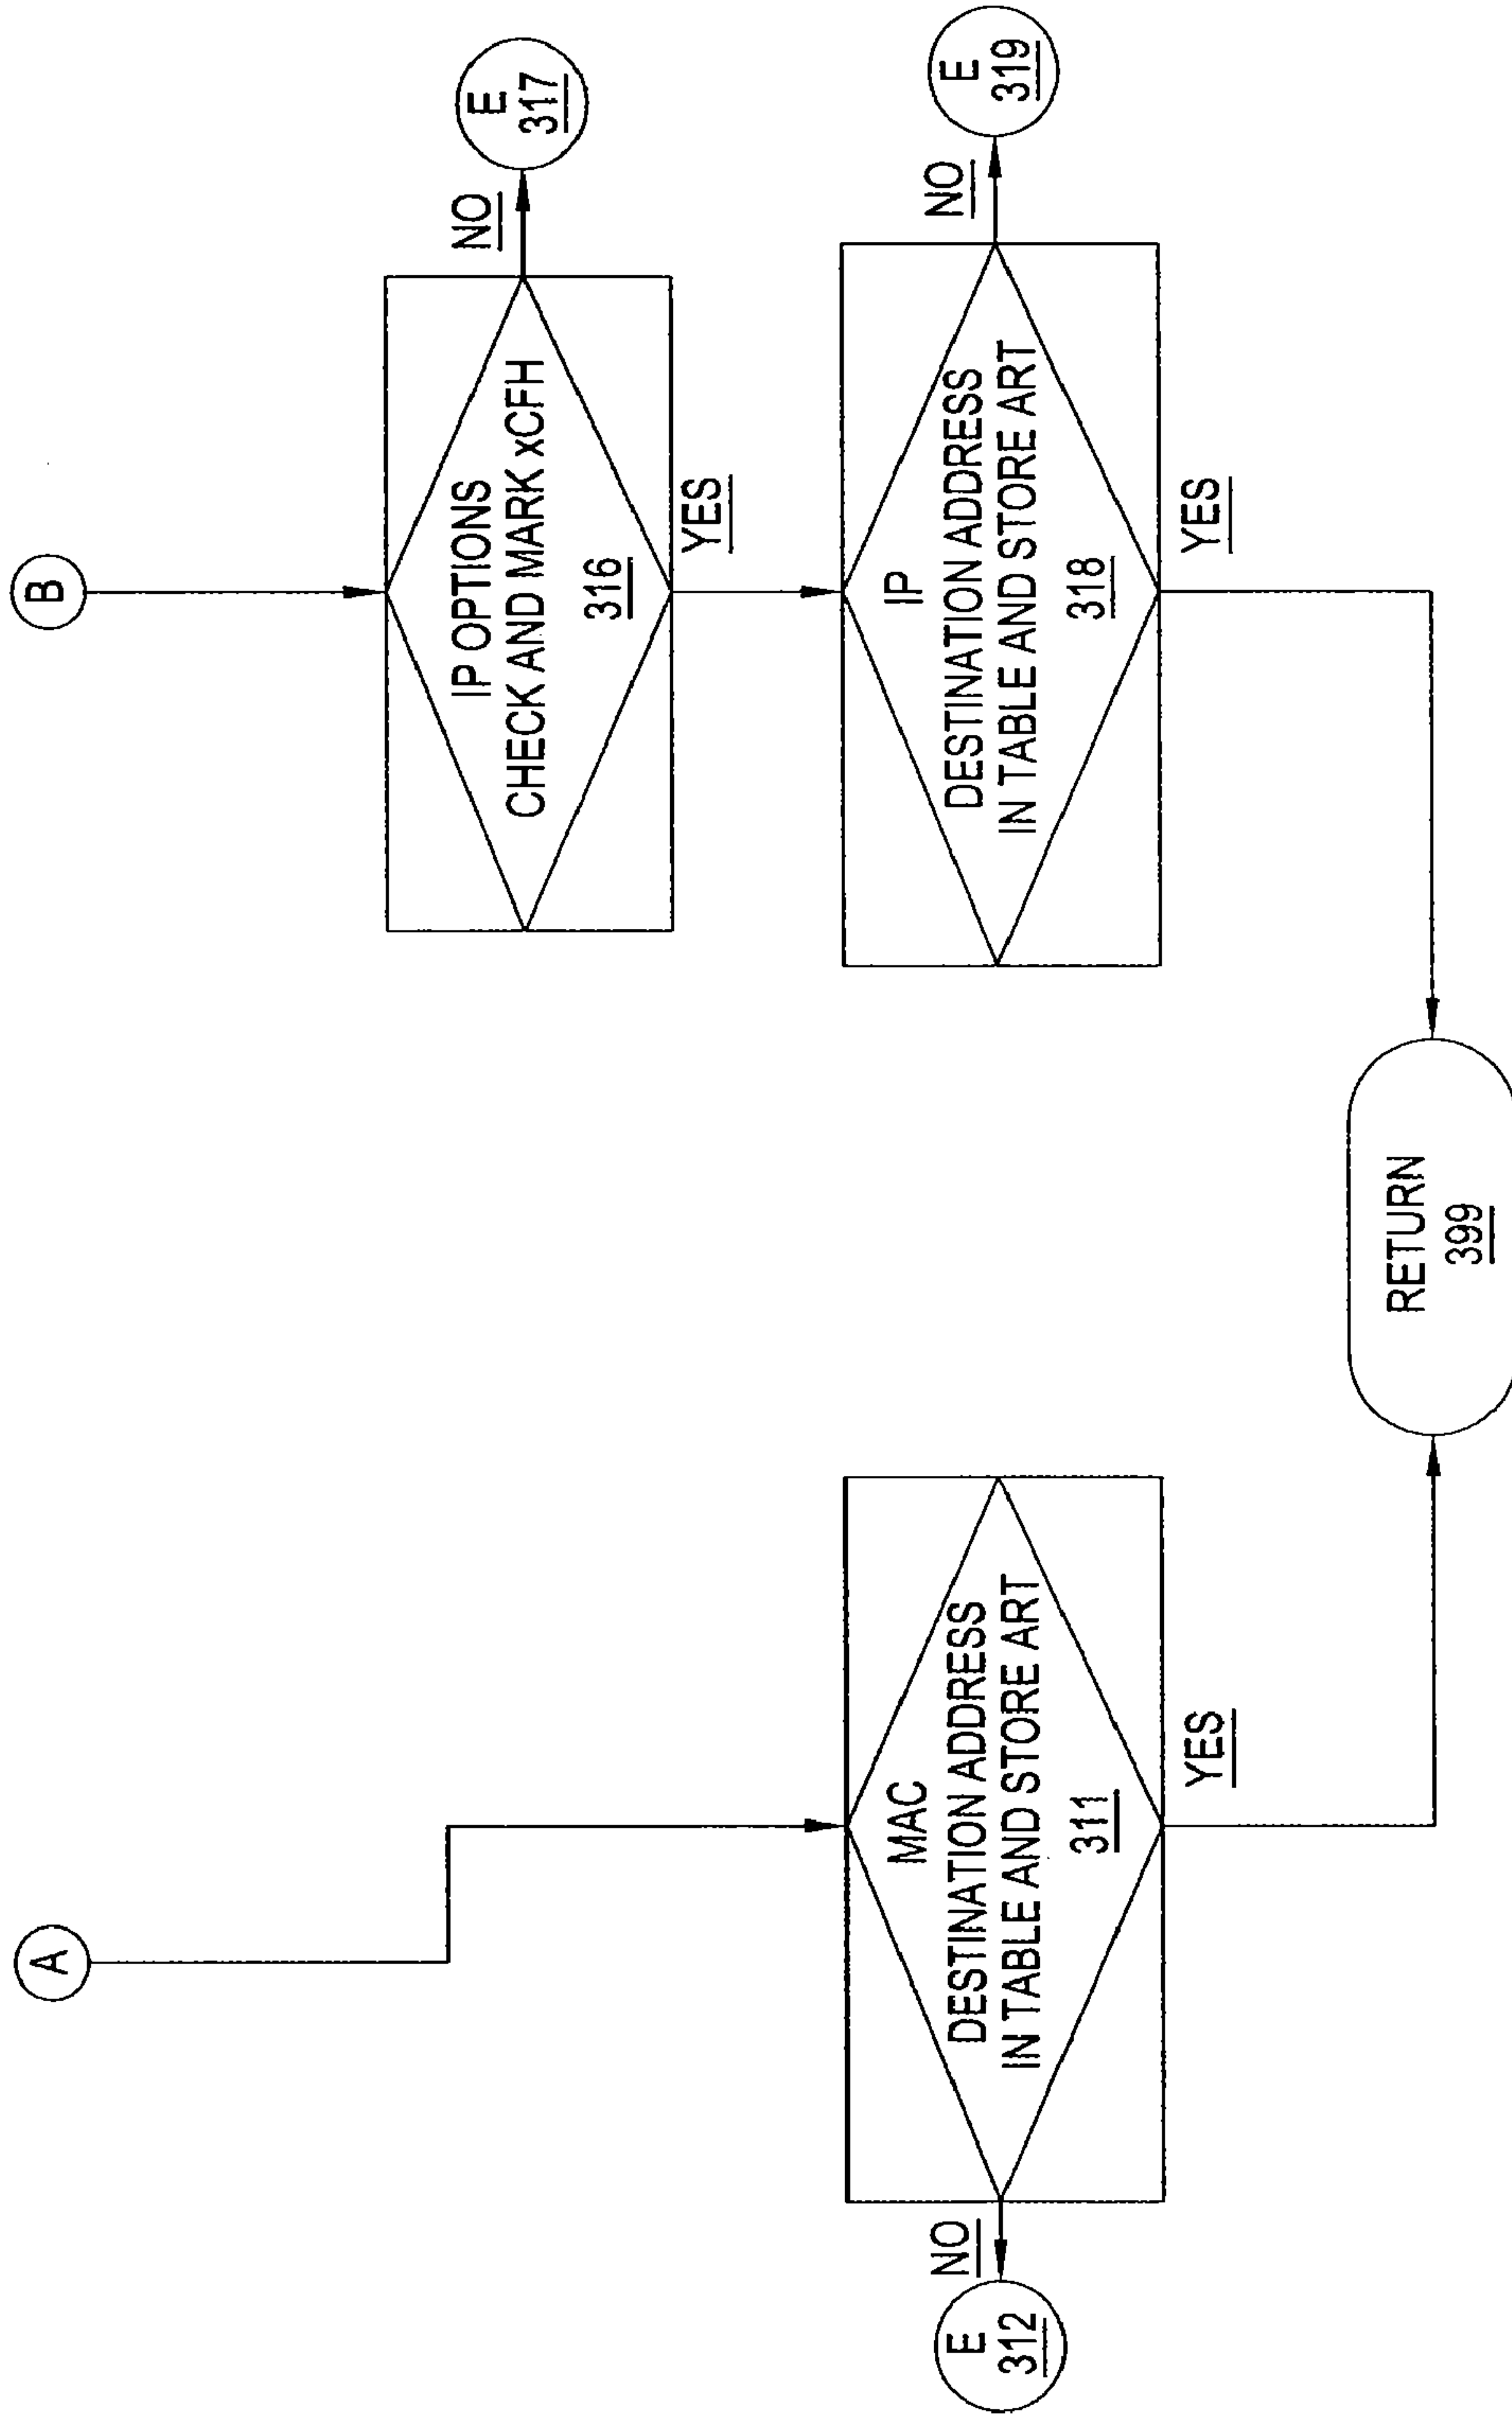 A
B
IP OPTIONS
CHECK AND MARK xCFH
316
NO
E
317
YES
MAC
DESTINATION ADDRESS
IN TABLE AND STORE ART
311
NO
E
312
YES
IP
DESTINATION ADDRESS
IN TABLE AND STORE ART
318
NO
E
319
YES
RETURN
399